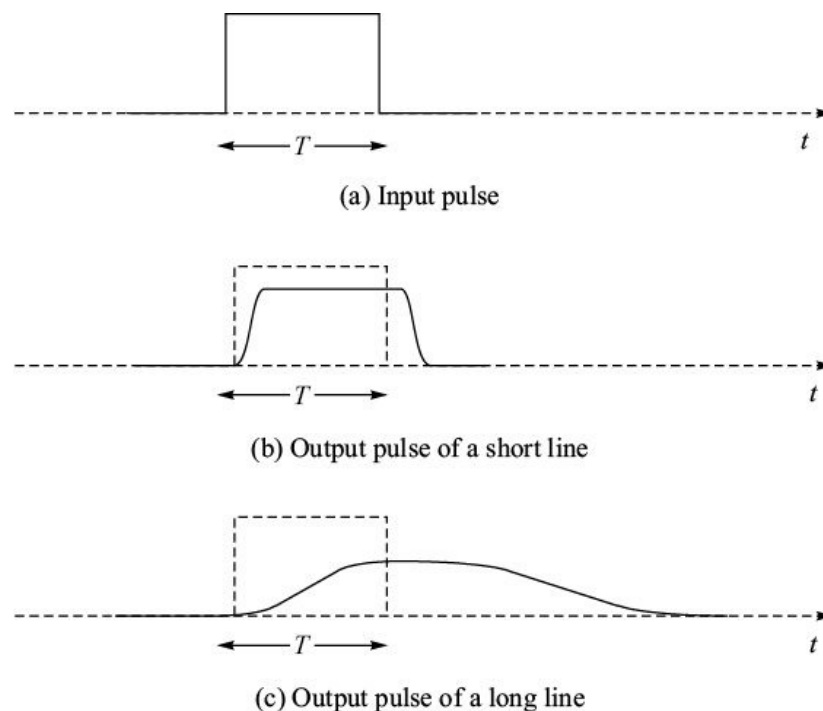 T
t
(a) Input pulse
T
t
(b) Output pulse of a short line
T
t
(c) Output pulse of a long line